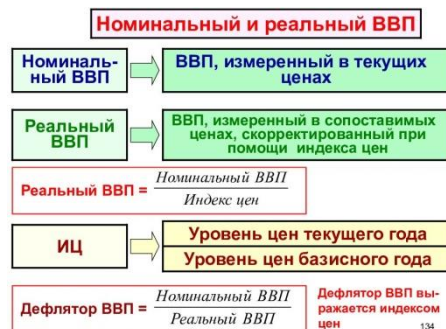 Номинальный и реальный ВВП
Номиналь-
ный ВВП
ВВП, измеренный в текущих
ценах
Реальный
ВВП
ВВП, измеренный в сопоставимых
ценах, скорректированный при
помощи индекса цен
Реальный ВВП = Номинальный ВВП
Индекс цен
ИЦ
Уровень цен текущего года
Уровень цен базисного года
Дефлятор ВВП = Номинальный ВВП
Реальный ВВП
Дефлятор ВВП вы-
ражается индексом
цен
134